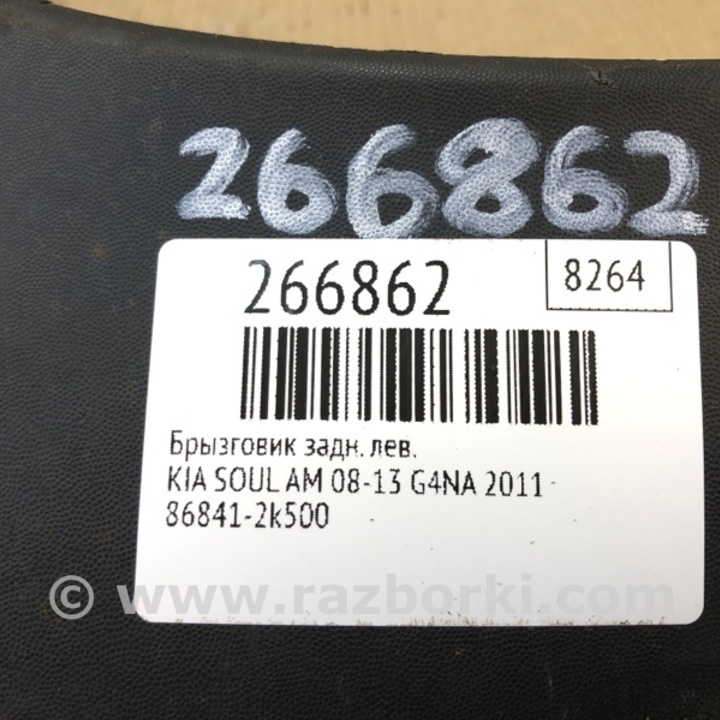 266862
266862
8264
Брызговик задн. лев.
KIA SOUL AM 08-13 G4NA 2011
86841-2k500
© www.razborki.com